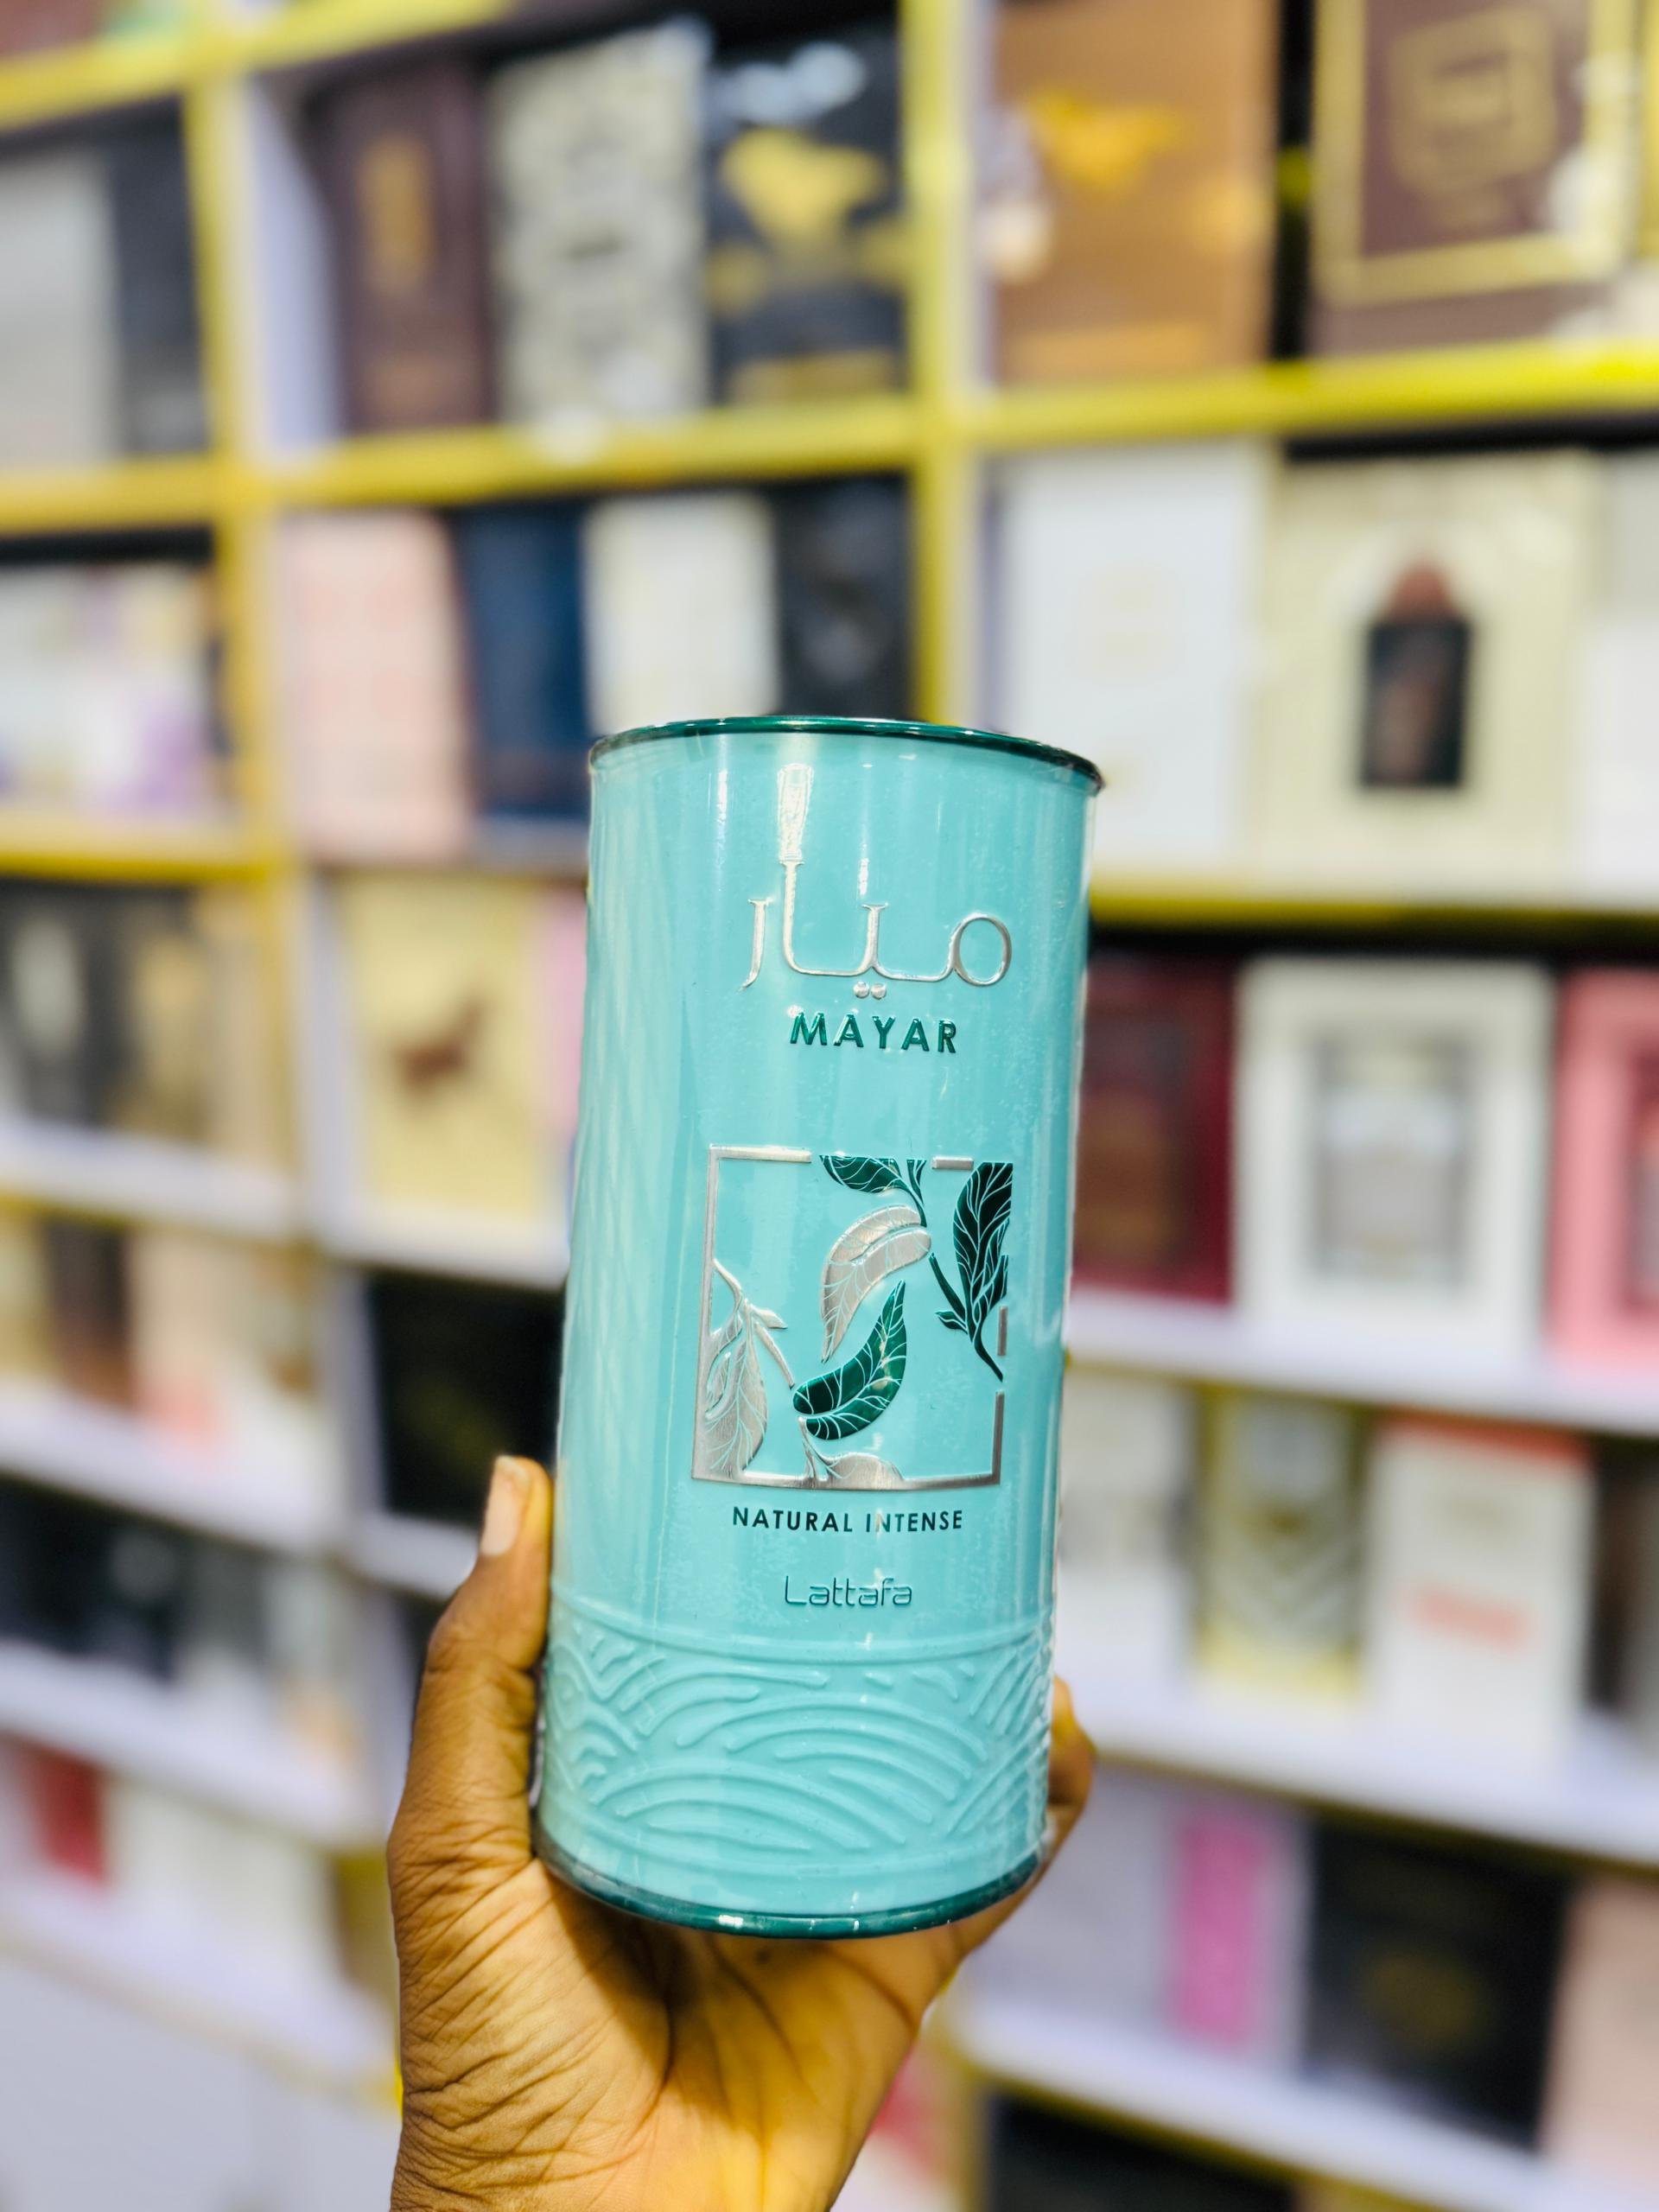 ميار
MAYAR
NATURAL INTENSE
Lattafa